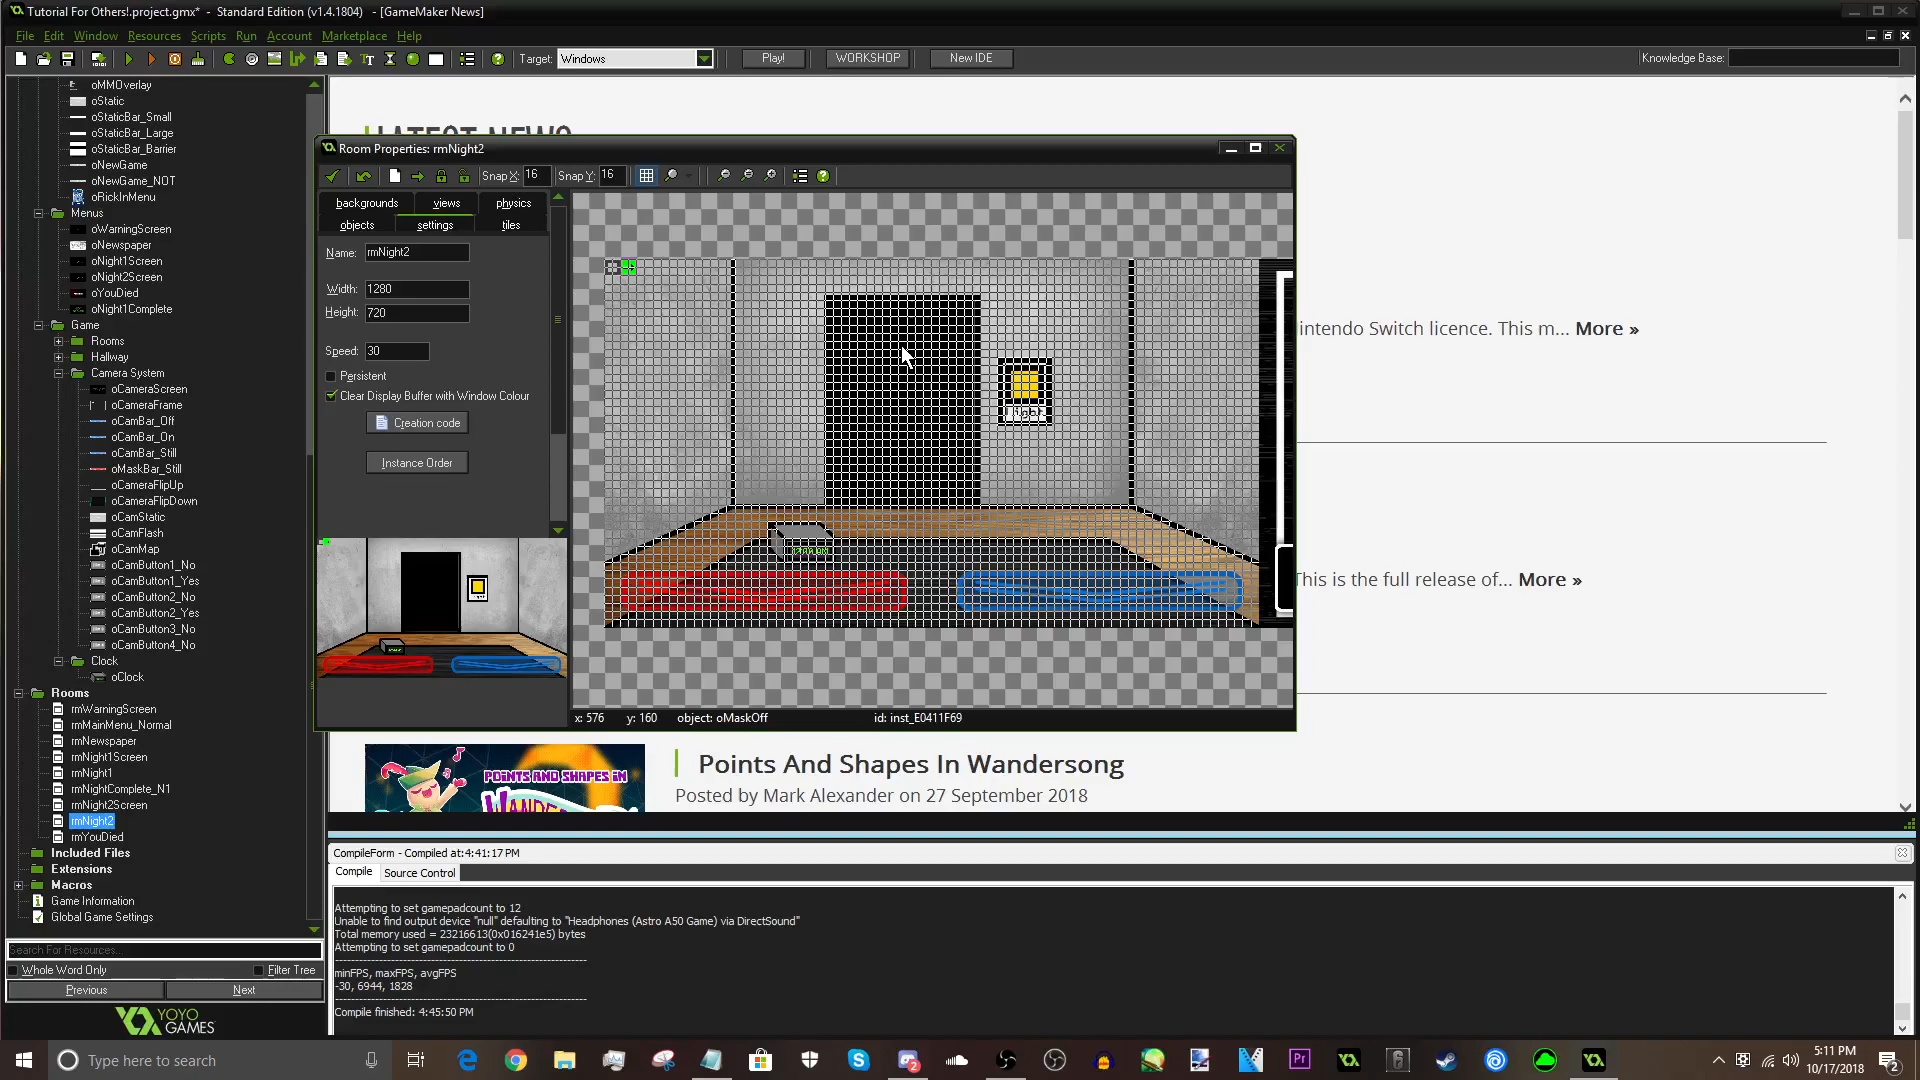 Tutorial For Others!.project.gmx* - Standard Edition (v1.4.1804) - [GameMaker News]
File Edit Window Resources Scripts Run Account Marketplace Help
Target: Windows Play! WORKSHOP New IDE Knowledge Base:
oMMOverlay
oStatic
oStaticBar_Small
oStaticBar_Large
oStaticBar_Barrier
oNewGame
oNewGame_NOT
oRickInMenu
Menus
oWarningScreen
oNewspaper
oNight1Screen
oNight2Screen
oYouDied
oNight1Complete
Game
Rooms
Hallway
Camera System
oCameraScreen
oCameraFrame
oCamBar_Off
oCamBar_On
oCamBar_Still
oMaskBar_Still
oCameraFlipUp
oCameraFlipDown
oCamStatic
oCamFlash
oCamMap
oCamButton1_No
oCamButton1_Yes
oCamButton2_No
oCamButton2_Yes
oCamButton3_No
oCamButton4_No
Clock
oClock
Rooms
rmWarningScreen
rmMainMenu_Normal
rmNewspaper
rmNight1Screen
rmNight1
rmNightComplete_N1
rmNight2Screen
rmNight2
rmYouDied
Included Files
Extensions
Macros
Game Information
Global Game Settings
Search For Resources...
Whole Word Only Filter Tree
Previous Next
YOYO
GAMES
LATEST NEWS
Room Properties: rmNight2
Snap X: 16 Snap Y: 16
backgrounds views physics
objects settings tiles
Name: rmNight2
Width: 1280
Height: 720
Speed: 30
Persistent
Clear Display Buffer with Window Colour
Creation code
Instance Order
Light
x: 576 y: 160 object: oMaskOff id: inst_E0411F69
intendo Switch licence. This m... More »
This is the full release of... More »
POINTS AND SHAPES IN
Points And Shapes In Wandersong
Posted by Mark Alexander on 27 September 2018
CompileForm - Compiled at:4:41:17 PM
Compile Source Control
Attempting to set gamepadcount to 12
Unable to find output device "null" defaulting to "Headphones (Astro A50 Game) via DirectSound"
Total memory used = 23216613(0x016241e5) bytes
Attempting to set gamepadcount to 0
minFPS, maxFPS, avgFPS
-30, 6944, 1828
Compile finished: 4:45:50 PM
Type here to search
5:11 PM
10/17/2018